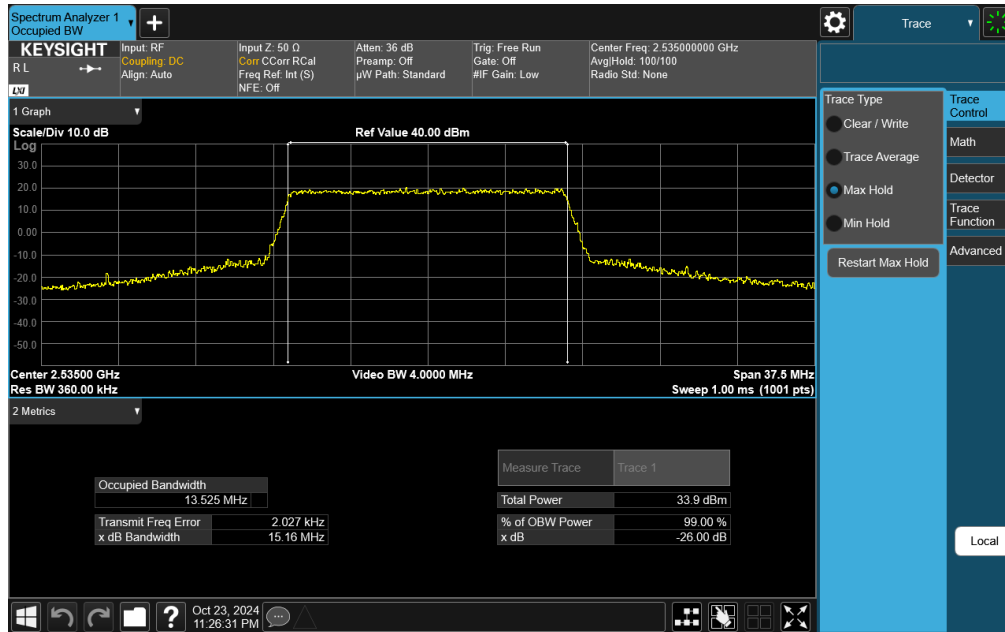 Spectrum Analyzer 1
Occupied BW
Trace
KEYSIGHT
R L
LXI
Input: RF
Coupling: DC
Align: Auto
Input Z: 50 Ω
Corr CCorr RCal
Freq Ref: Int (S)
NFE: Off
Atten: 36 dB
Preamp: Off
µW Path: Standard
Trig: Free Run
Gate: Off
#IF Gain: Low
Center Freq: 2.535000000 GHz
Avg|Hold: 100/100
Radio Std: None
1 Graph
Scale/Div 10.0 dB
Ref Value 40.00 dBm
Log
30.0
20.0
10.0
0.00
-10.0
-20.0
-30.0
-40.0
-50.0
Center 2.53500 GHz
Video BW 4.0000 MHz
Span 37.5 MHz
Res BW 360.00 kHz
Sweep 1.00 ms (1001 pts)
2 Metrics
Measure Trace
Trace 1
Occupied Bandwidth
13.525 MHz
Total Power
33.9 dBm
Transmit Freq Error
2.027 kHz
% of OBW Power
99.00 %
x dB Bandwidth
15.16 MHz
x dB
-26.00 dB
Trace Type
Clear / Write
Trace Average
Max Hold
Min Hold
Restart Max Hold
Trace
Control
Math
Detector
Trace
Function
Advanced
Local
?
Oct 23, 2024
11:26:31 PM